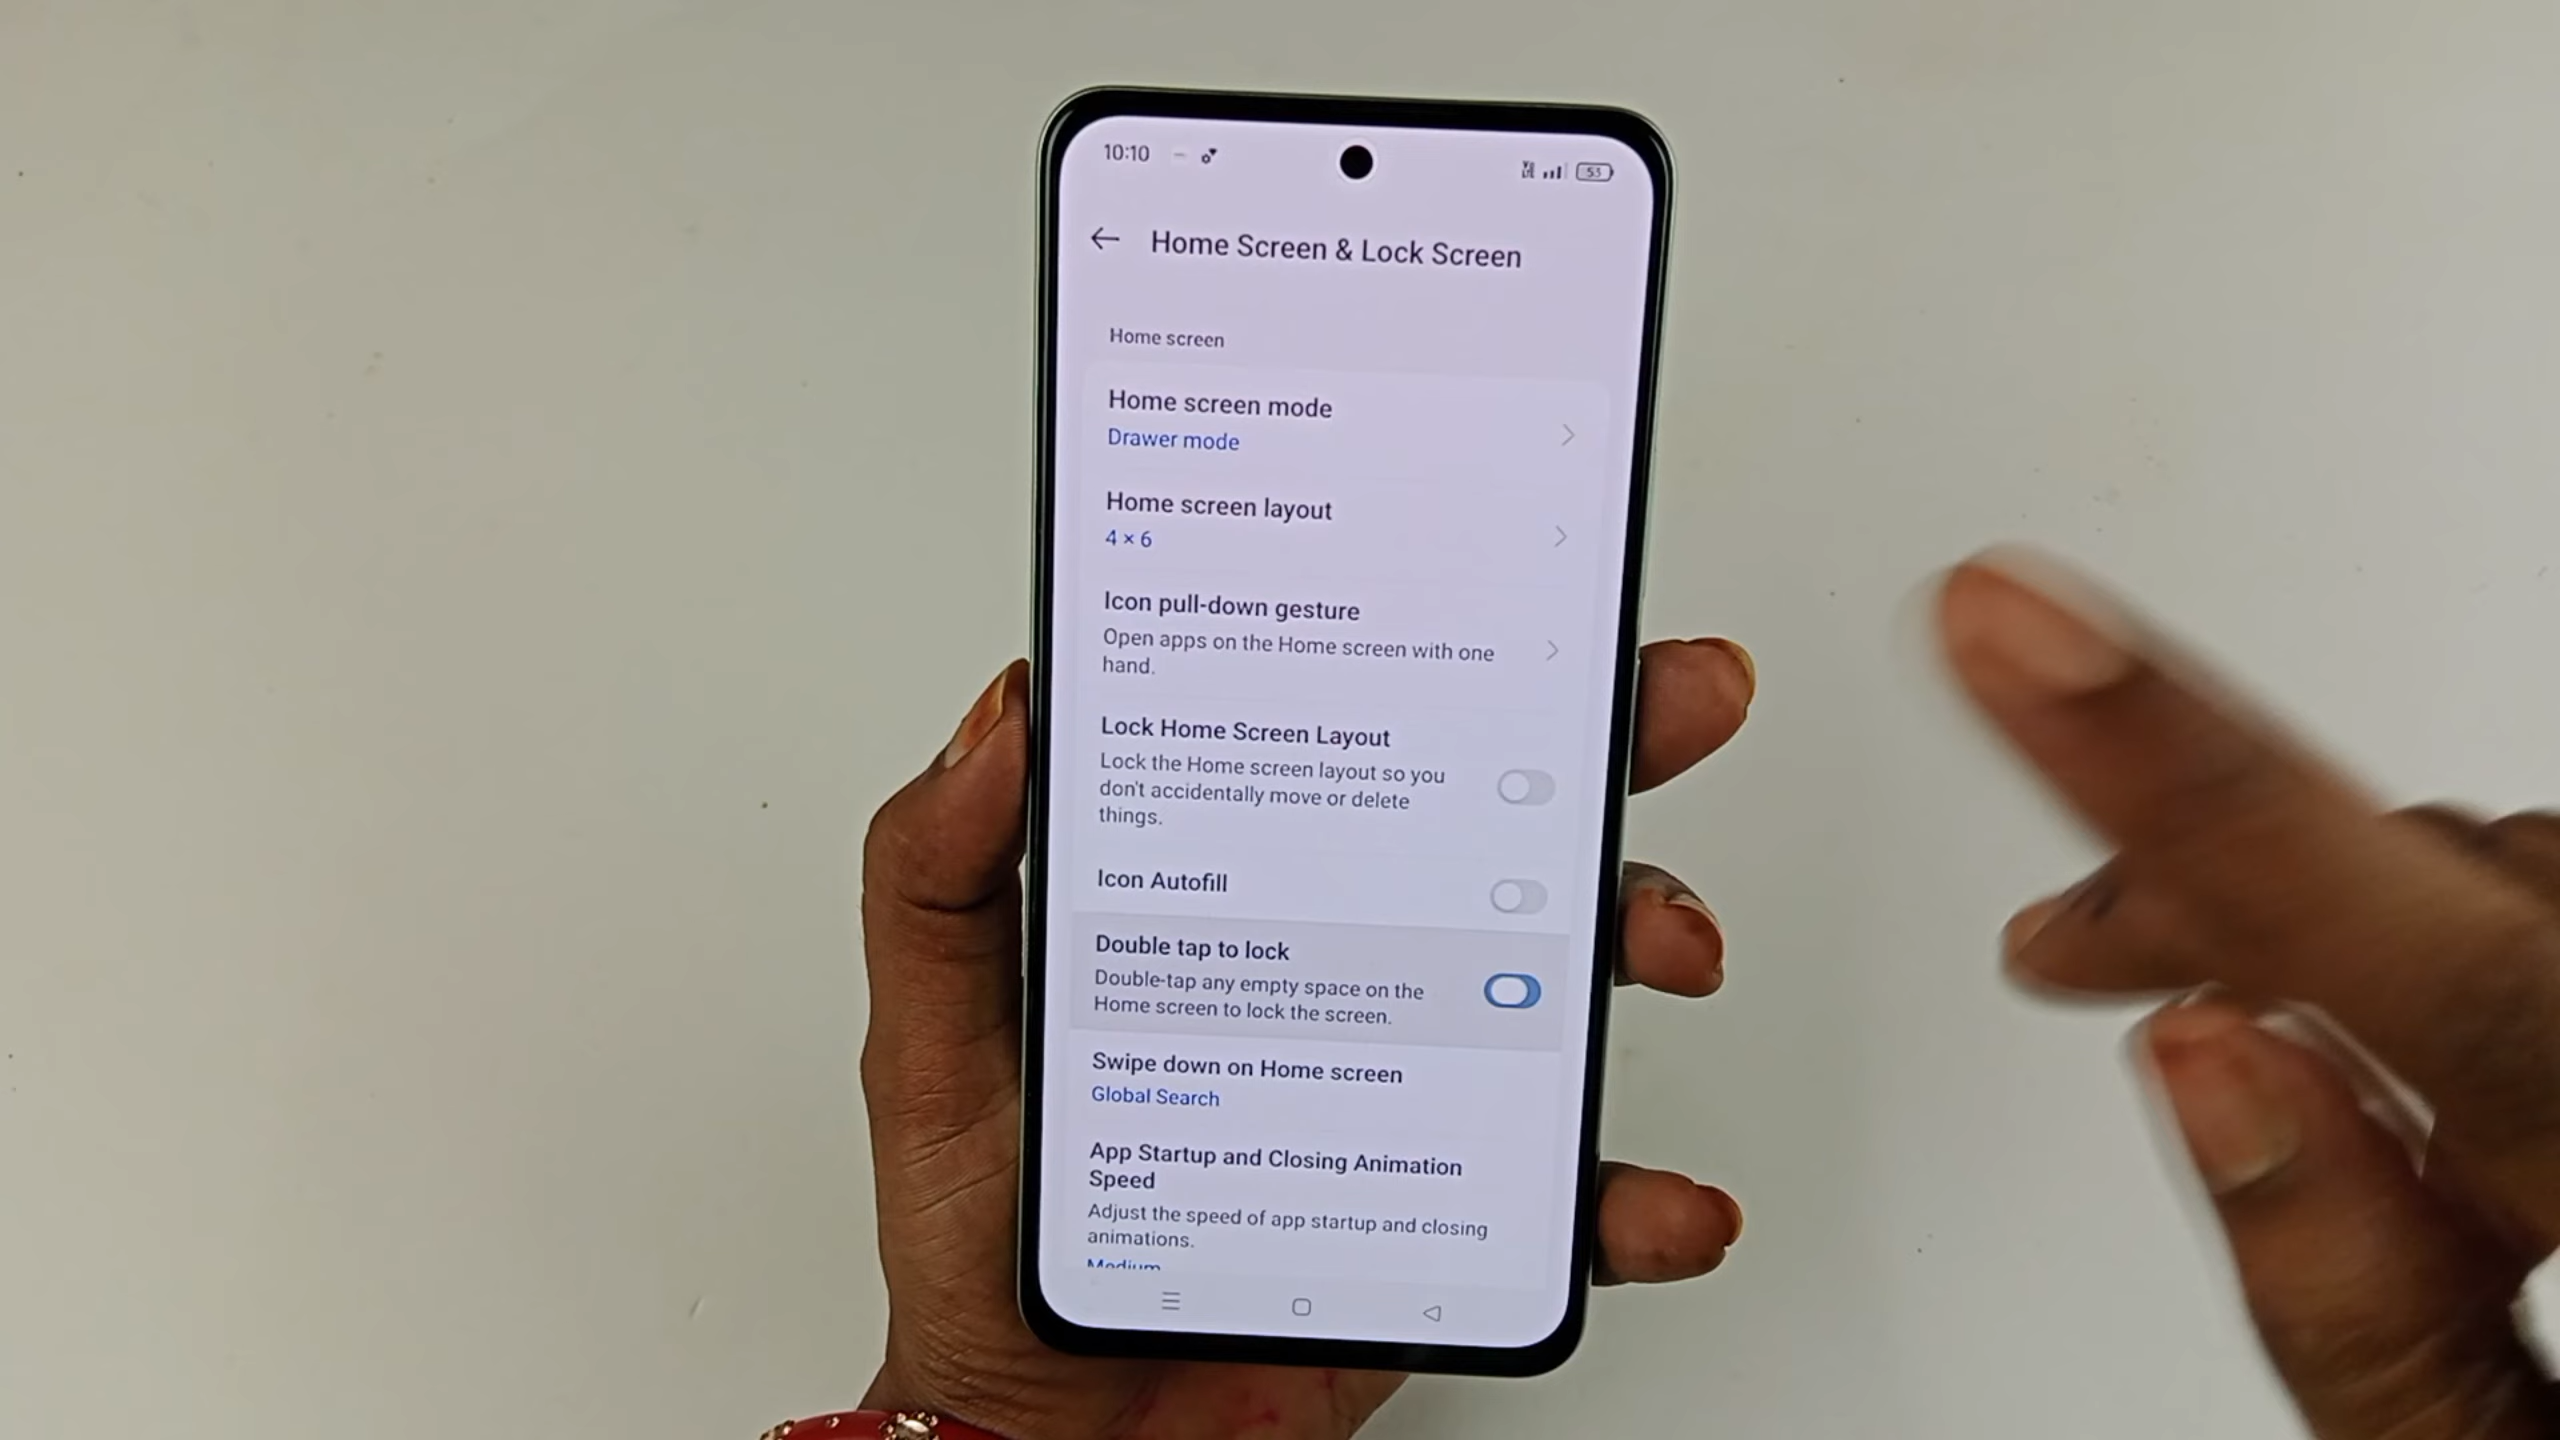 10:10
53
Home Screen & Lock Screen
Home screen
Home screen mode
Drawer mode
Home screen layout
4 × 6
Icon pull-down gesture
Open apps on the Home screen with one
hand.
Lock Home Screen Layout
Lock the Home screen layout so you
don't accidentally move or delete
things.
Icon Autofill
Double tap to lock
Double-tap any empty space on the
Home screen to lock the screen.
Swipe down on Home screen
Global Search
App Startup and Closing Animation
Speed
Adjust the speed of app startup and closing
animations.
Medium